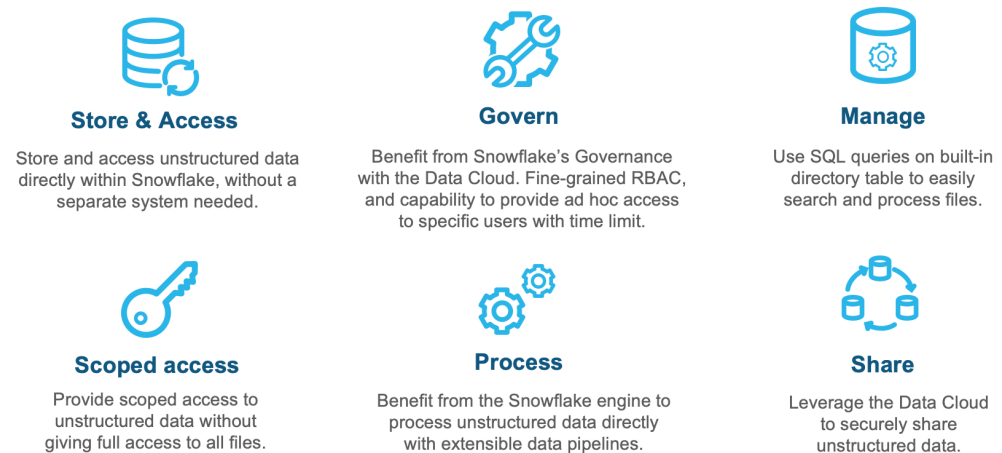 Store & Access
Store and access unstructured data
directly within Snowflake, without a
separate system needed.
Govern
Benefit from Snowflake's Governance
with the Data Cloud. Fine-grained RBAC,
and capability to provide ad hoc access
to specific users with time limit.
Manage
Use SQL queries on built-in
directory table to easily
search and process files.
Scoped access
Provide scoped access to
unstructured data without
giving full access to all files.
Process
Benefit from the Snowflake engine to
process unstructured data directly
with extensible data pipelines.
Share
Leverage the Data Cloud
to securely share
unstructured data.